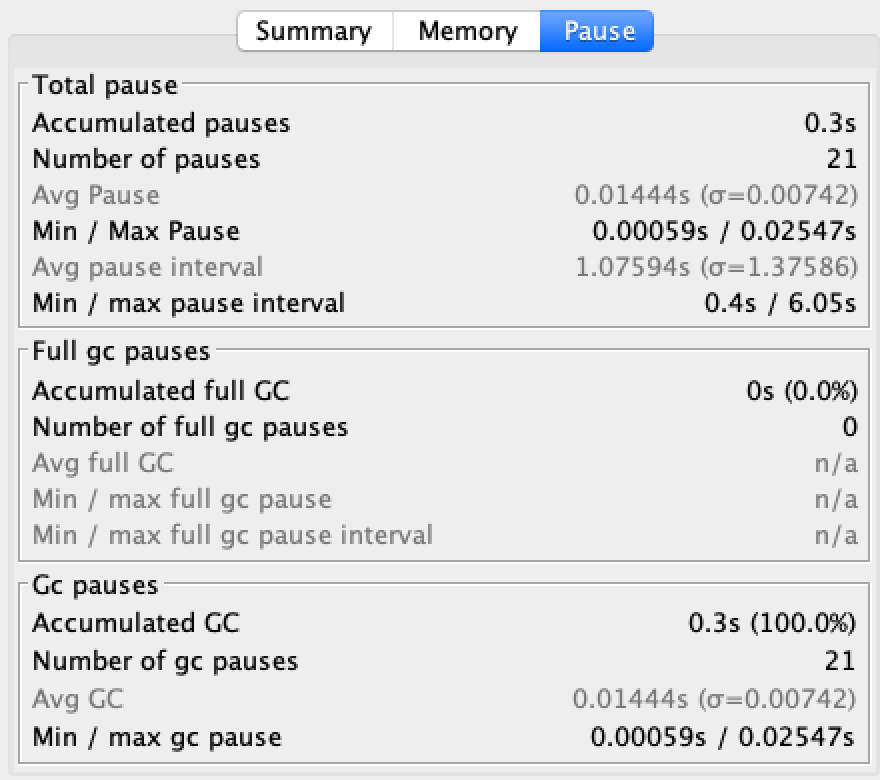 Summary Memory Pause
Total pause
Accumulated pauses 0.3s
Number of pauses 21
Avg Pause 0.01444s (σ=0.00742)
Min / Max Pause 0.00059s / 0.02547s
Avg pause interval 1.07594s (σ=1.37586)
Min / max pause interval 0.4s / 6.05s
Full gc pauses
Accumulated full GC 0s (0.0%)
Number of full gc pauses 0
Avg full GC n/a
Min / max full gc pause n/a
Min / max full gc pause interval n/a
Gc pauses
Accumulated GC 0.3s (100.0%)
Number of gc pauses 21
Avg GC 0.01444s (σ=0.00742)
Min / max gc pause 0.00059s / 0.02547s